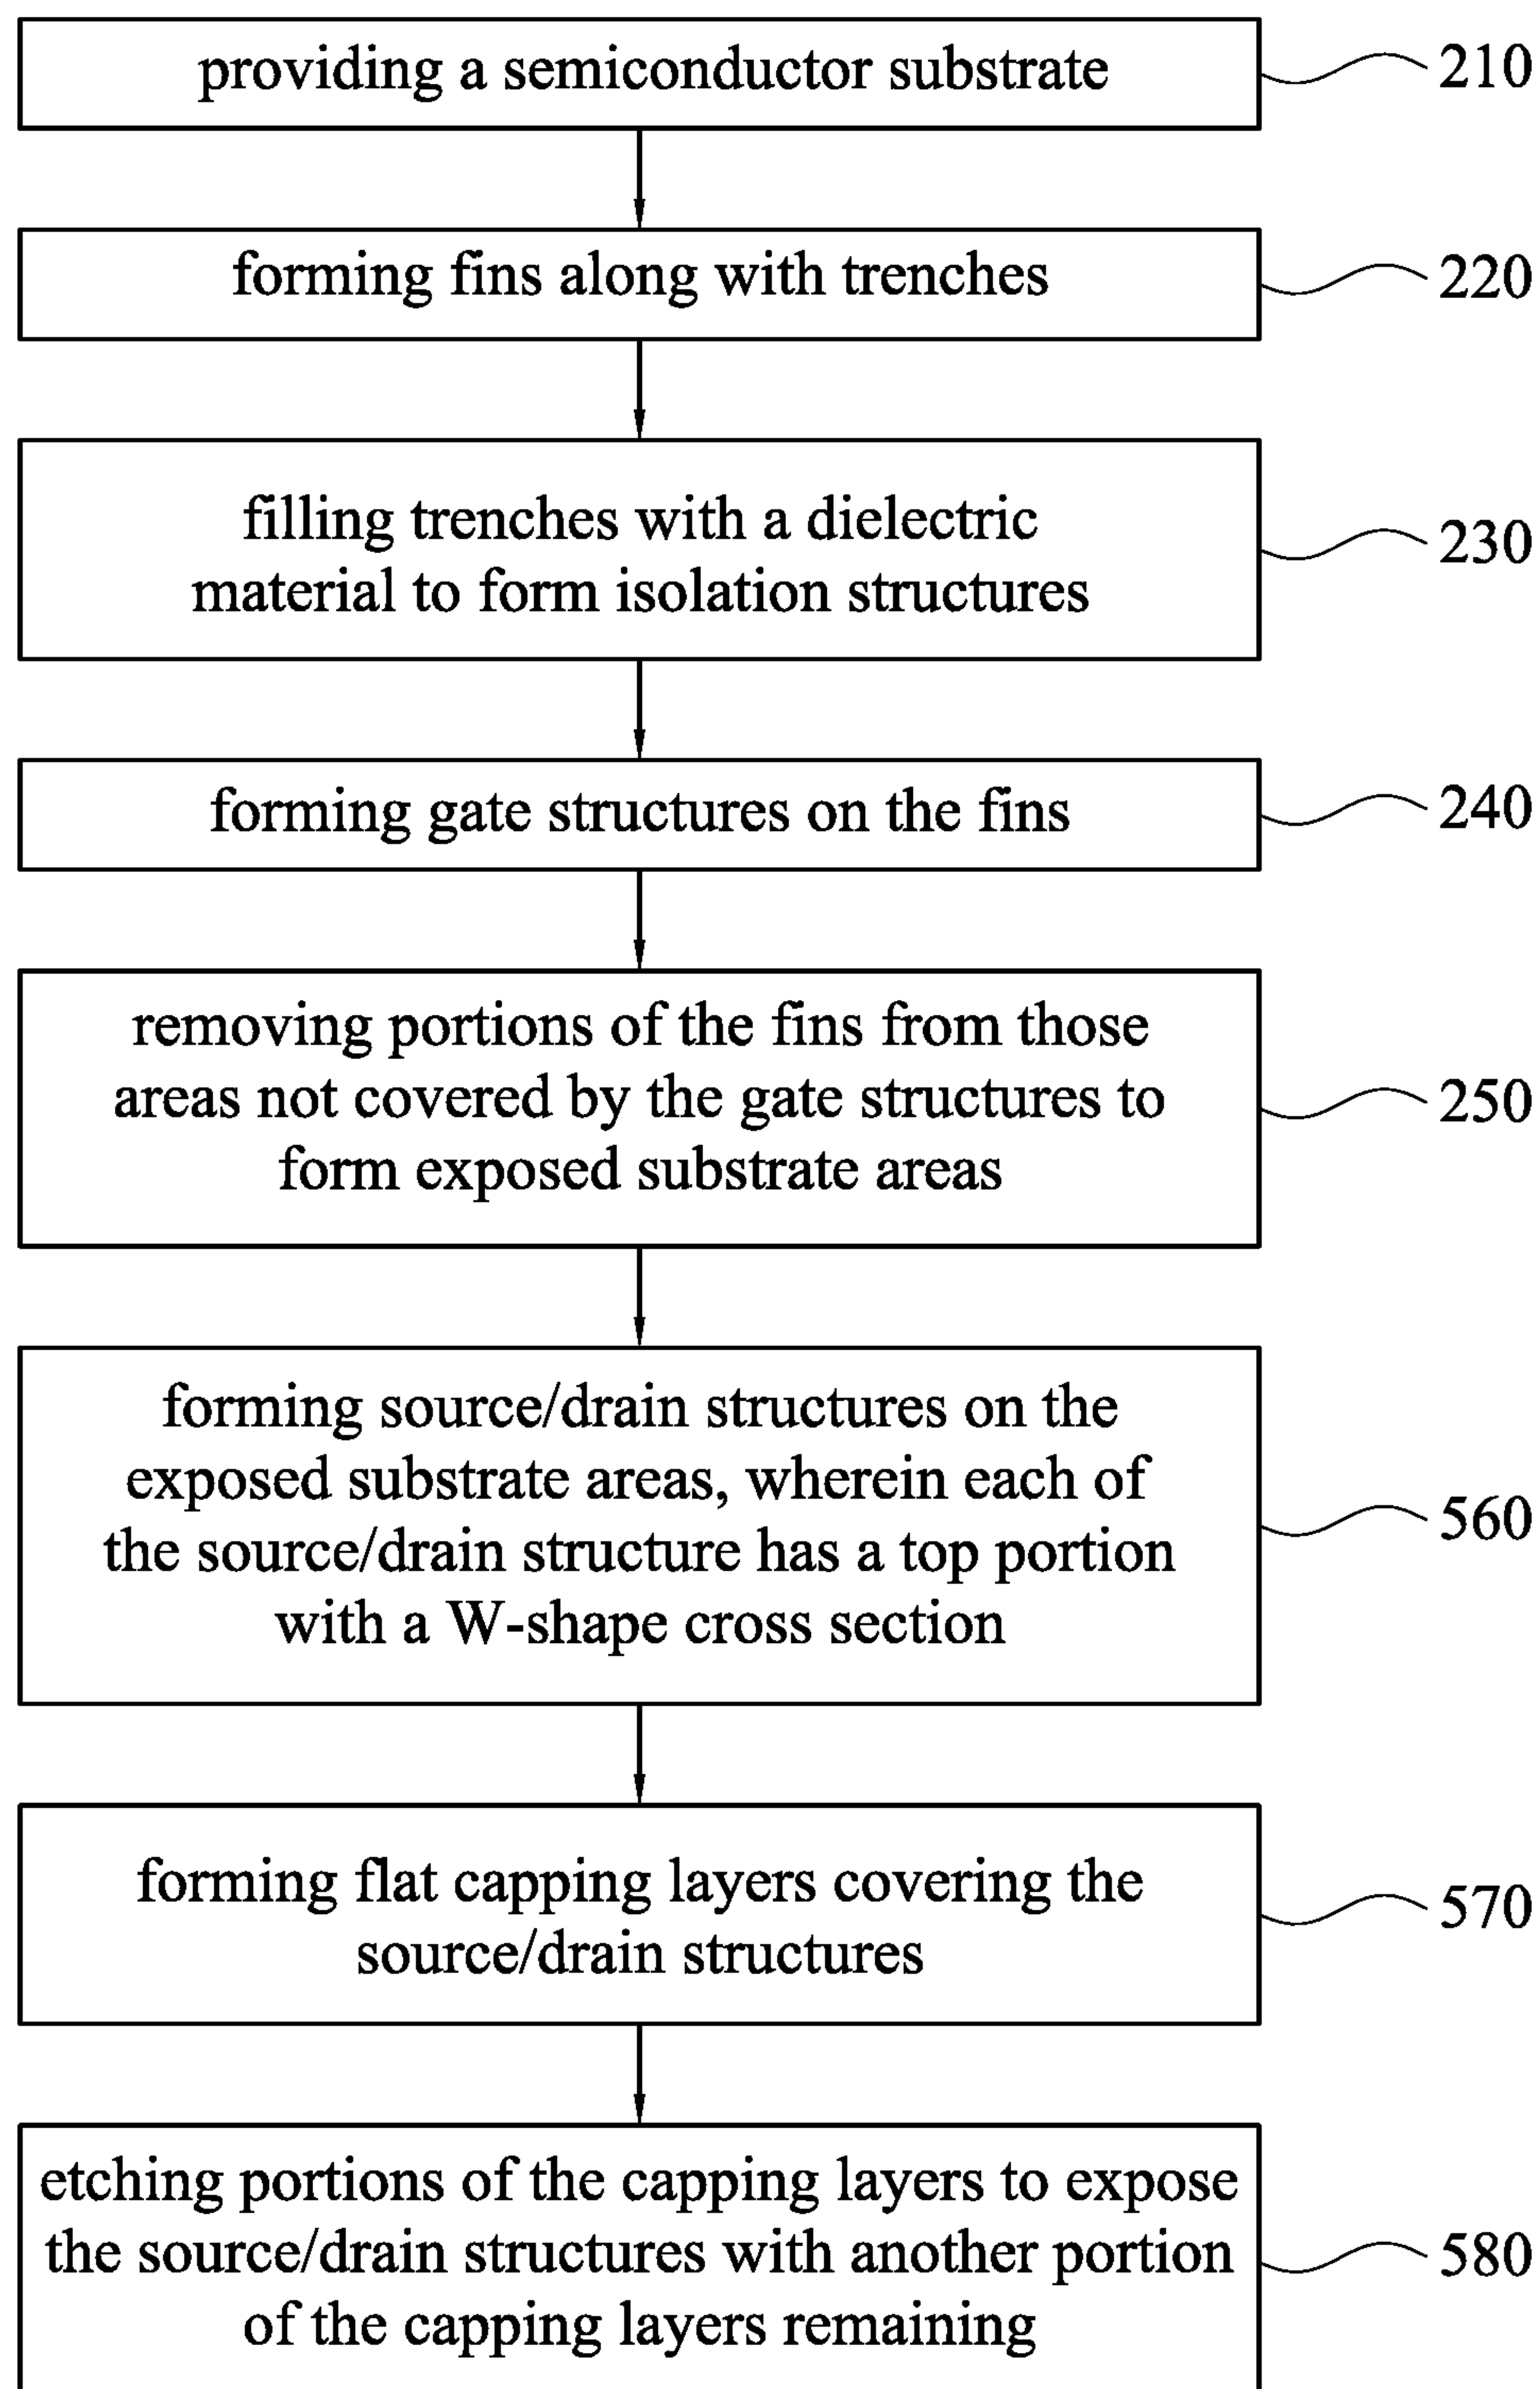 providing a semiconductor substrate
210
forming fins along with trenches
220
filling trenches with a dielectric
material to form isolation structures
230
forming gate structures on the fins
240
removing portions of the fins from those
areas not covered by the gate structures to
form exposed substrate areas
250
forming source/drain structures on the
exposed substrate areas, wherein each of
the source/drain structure has a top portion
with a W-shape cross section
560
forming flat capping layers covering the
source/drain structures
570
etching portions of the capping layers to expose
the source/drain structures with another portion
of the capping layers remaining
580